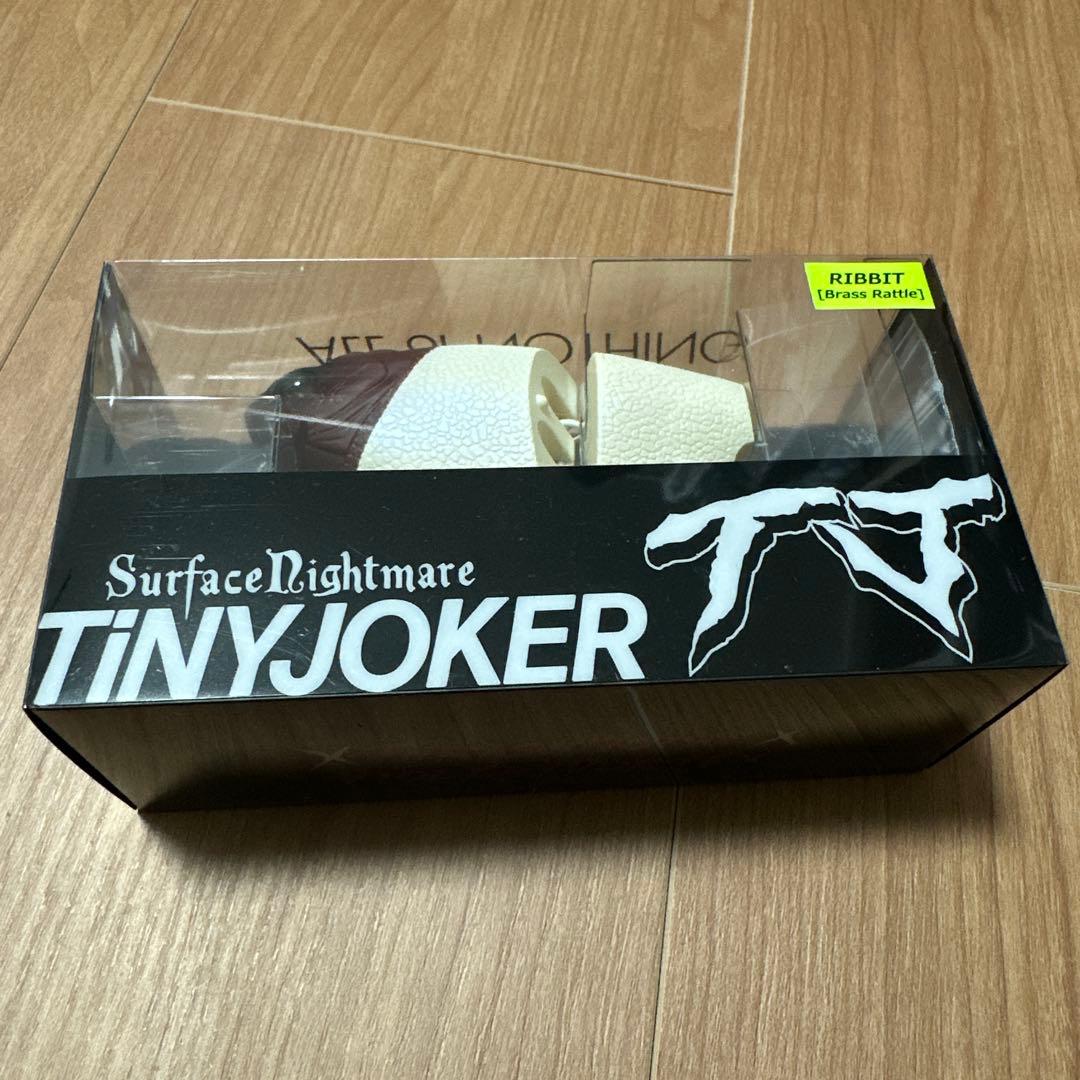 RIBBIT
[Brass Rattle]
ALL OR NOTHING
SurfaceNightmare
TiNYJOKER
TJ